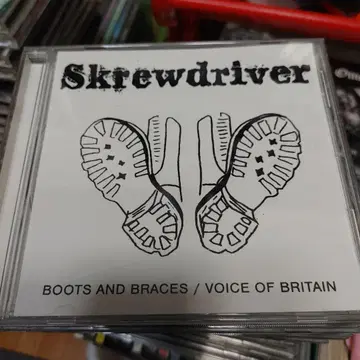 Skrewdriver
BOOTS AND BRACES / VOICE OF BRITAIN